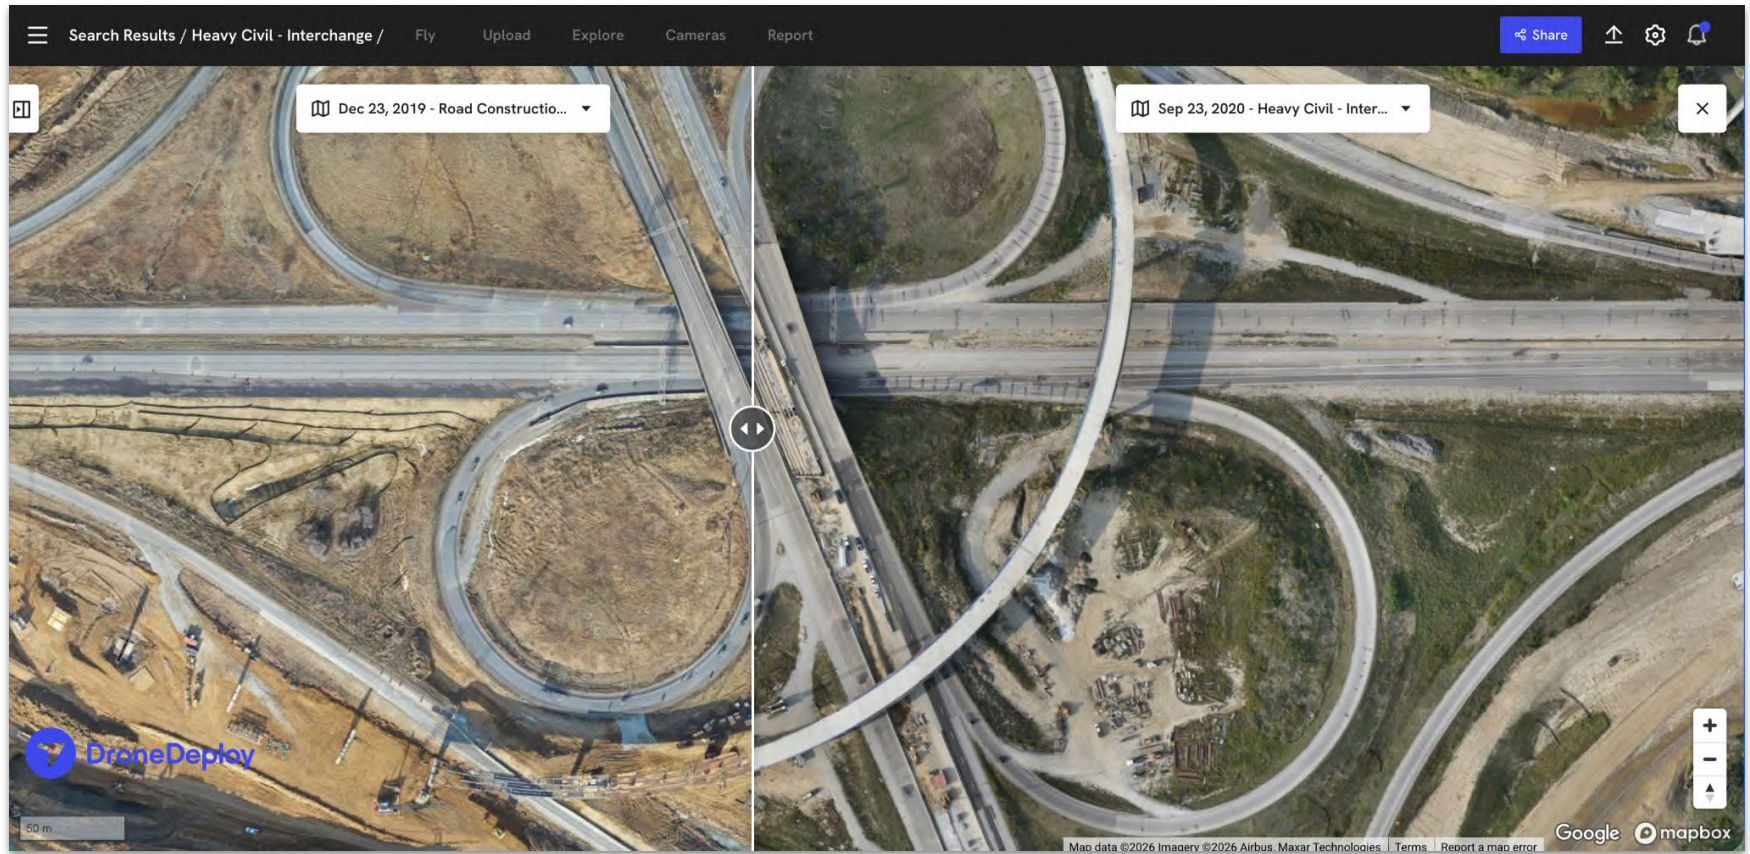 Search Results / Heavy Civil - Interchange / Fly Upload Explore Cameras Report Share
Dec 23, 2019 - Road Constructio... Sep 23, 2020 - Heavy Civil - Inter...
DroneDeploy
50 m
Google mapbox
Map data ©2026 Imagery ©2026 Airbus, Maxar Technologies Terms Report a map error